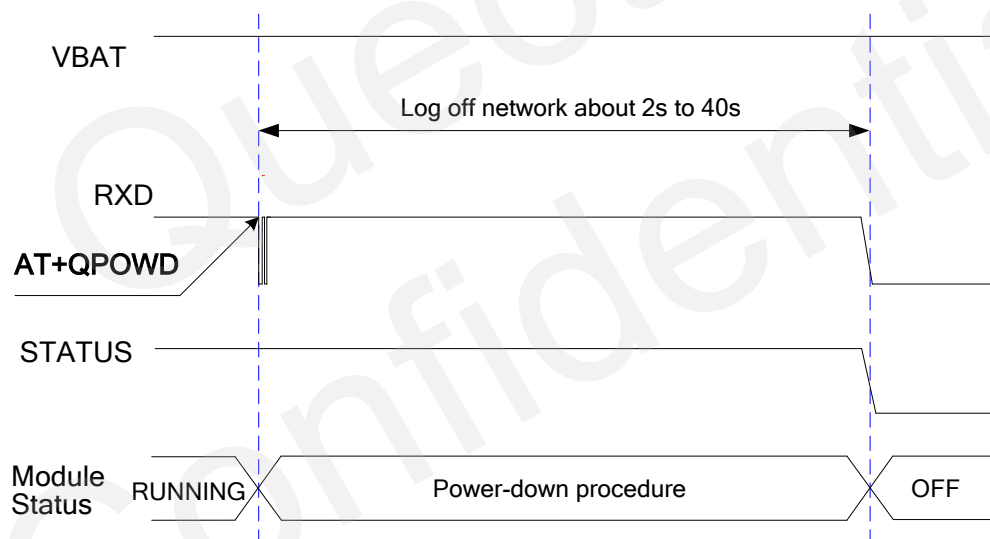 VBAT
Log off network about 2s to 40s
RXD
AT+QPOWD
STATUS
Module
Status
RUNNING
Power-down procedure
OFF
Confidential